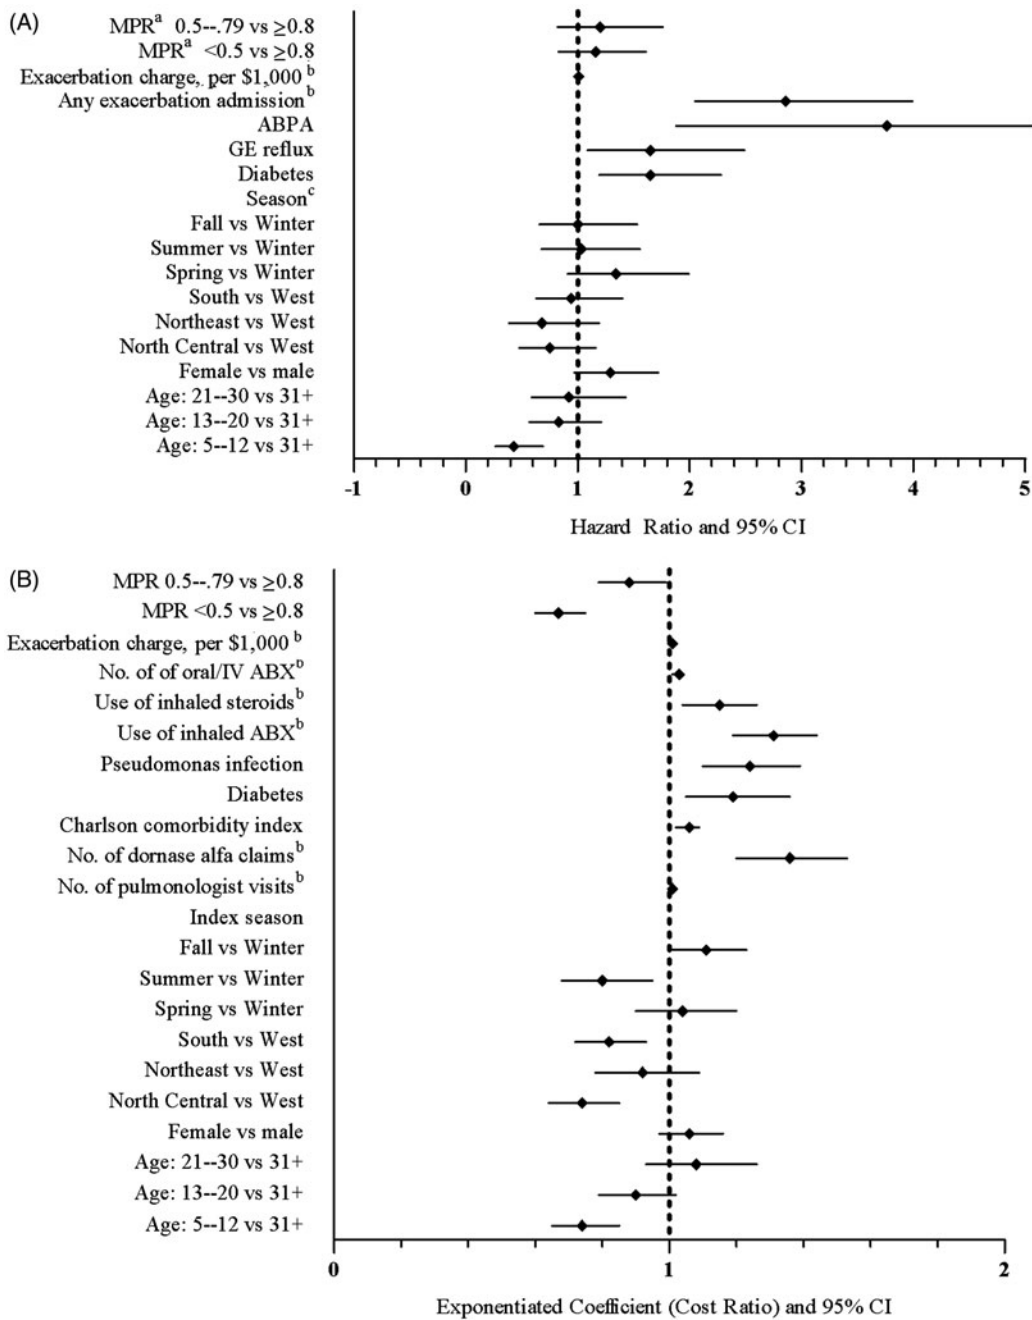 (A)
MPRᵃ 0.5--.79 vs ≥0.8
MPRᵃ <0.5 vs ≥0.8
Exacerbation charge, per $1,000 ᵇ
Any exacerbation admissionᵇ
ABPA
GE reflux
Diabetes
Seasonᶜ
Fall vs Winter
Summer vs Winter
Spring vs Winter
South vs West
Northeast vs West
North Central vs West
Female vs male
Age: 21--30 vs 31+
Age: 13--20 vs 31+
Age: 5--12 vs 31+
-1 0 1 2 3 4 5
Hazard Ratio and 95% CI
(B)
MPR 0.5--.79 vs ≥0.8
MPR <0.5 vs ≥0.8
Exacerbation charge, per $1,000 ᵇ
No. of of oral/IV ABXᵇ
Use of inhaled steroidsᵇ
Use of inhaled ABXᵇ
Pseudomonas infection
Diabetes
Charlson comorbidity index
No. of dornase alfa claimsᵇ
No. of pulmonologist visitsᵇ
Index season
Fall vs Winter
Summer vs Winter
Spring vs Winter
South vs West
Northeast vs West
North Central vs West
Female vs male
Age: 21--30 vs 31+
Age: 13--20 vs 31+
Age: 5--12 vs 31+
0 1 2
Exponentiated Coefficient (Cost Ratio) and 95% CI